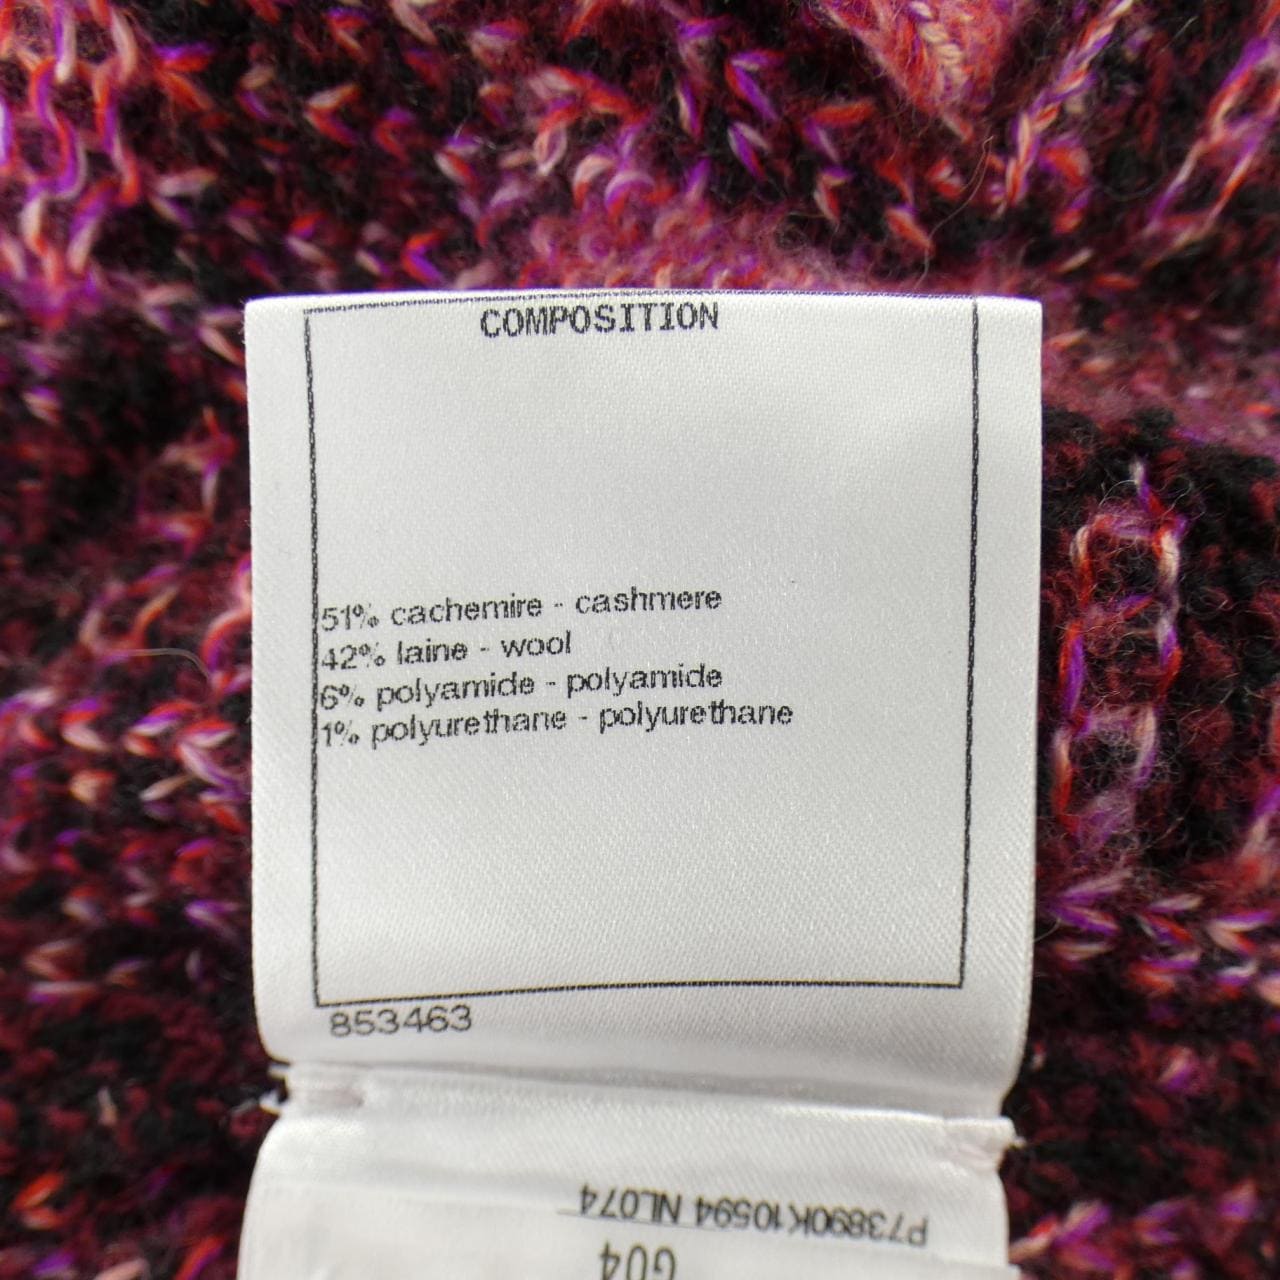 COMPOSITION
51% cachemire - cashmere
42% laine - wool
6% polyamide - polyamide
1% polyurethane - polyurethane
853463
P73890K10594 NL074
G04